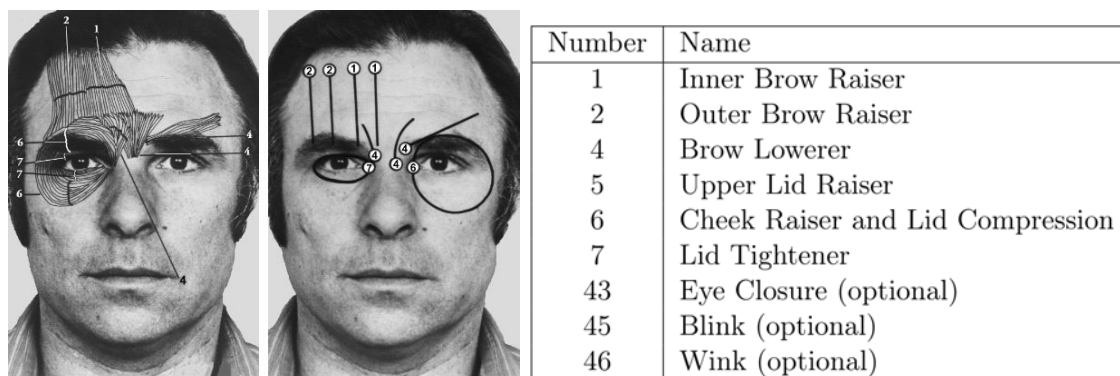 2
1
6
7
7
6
4
4
4
2
2
1
1
4
4
4
7
6
Number Name
1 Inner Brow Raiser
2 Outer Brow Raiser
4 Brow Lowerer
5 Upper Lid Raiser
6 Cheek Raiser and Lid Compression
7 Lid Tightener
43 Eye Closure (optional)
45 Blink (optional)
46 Wink (optional)